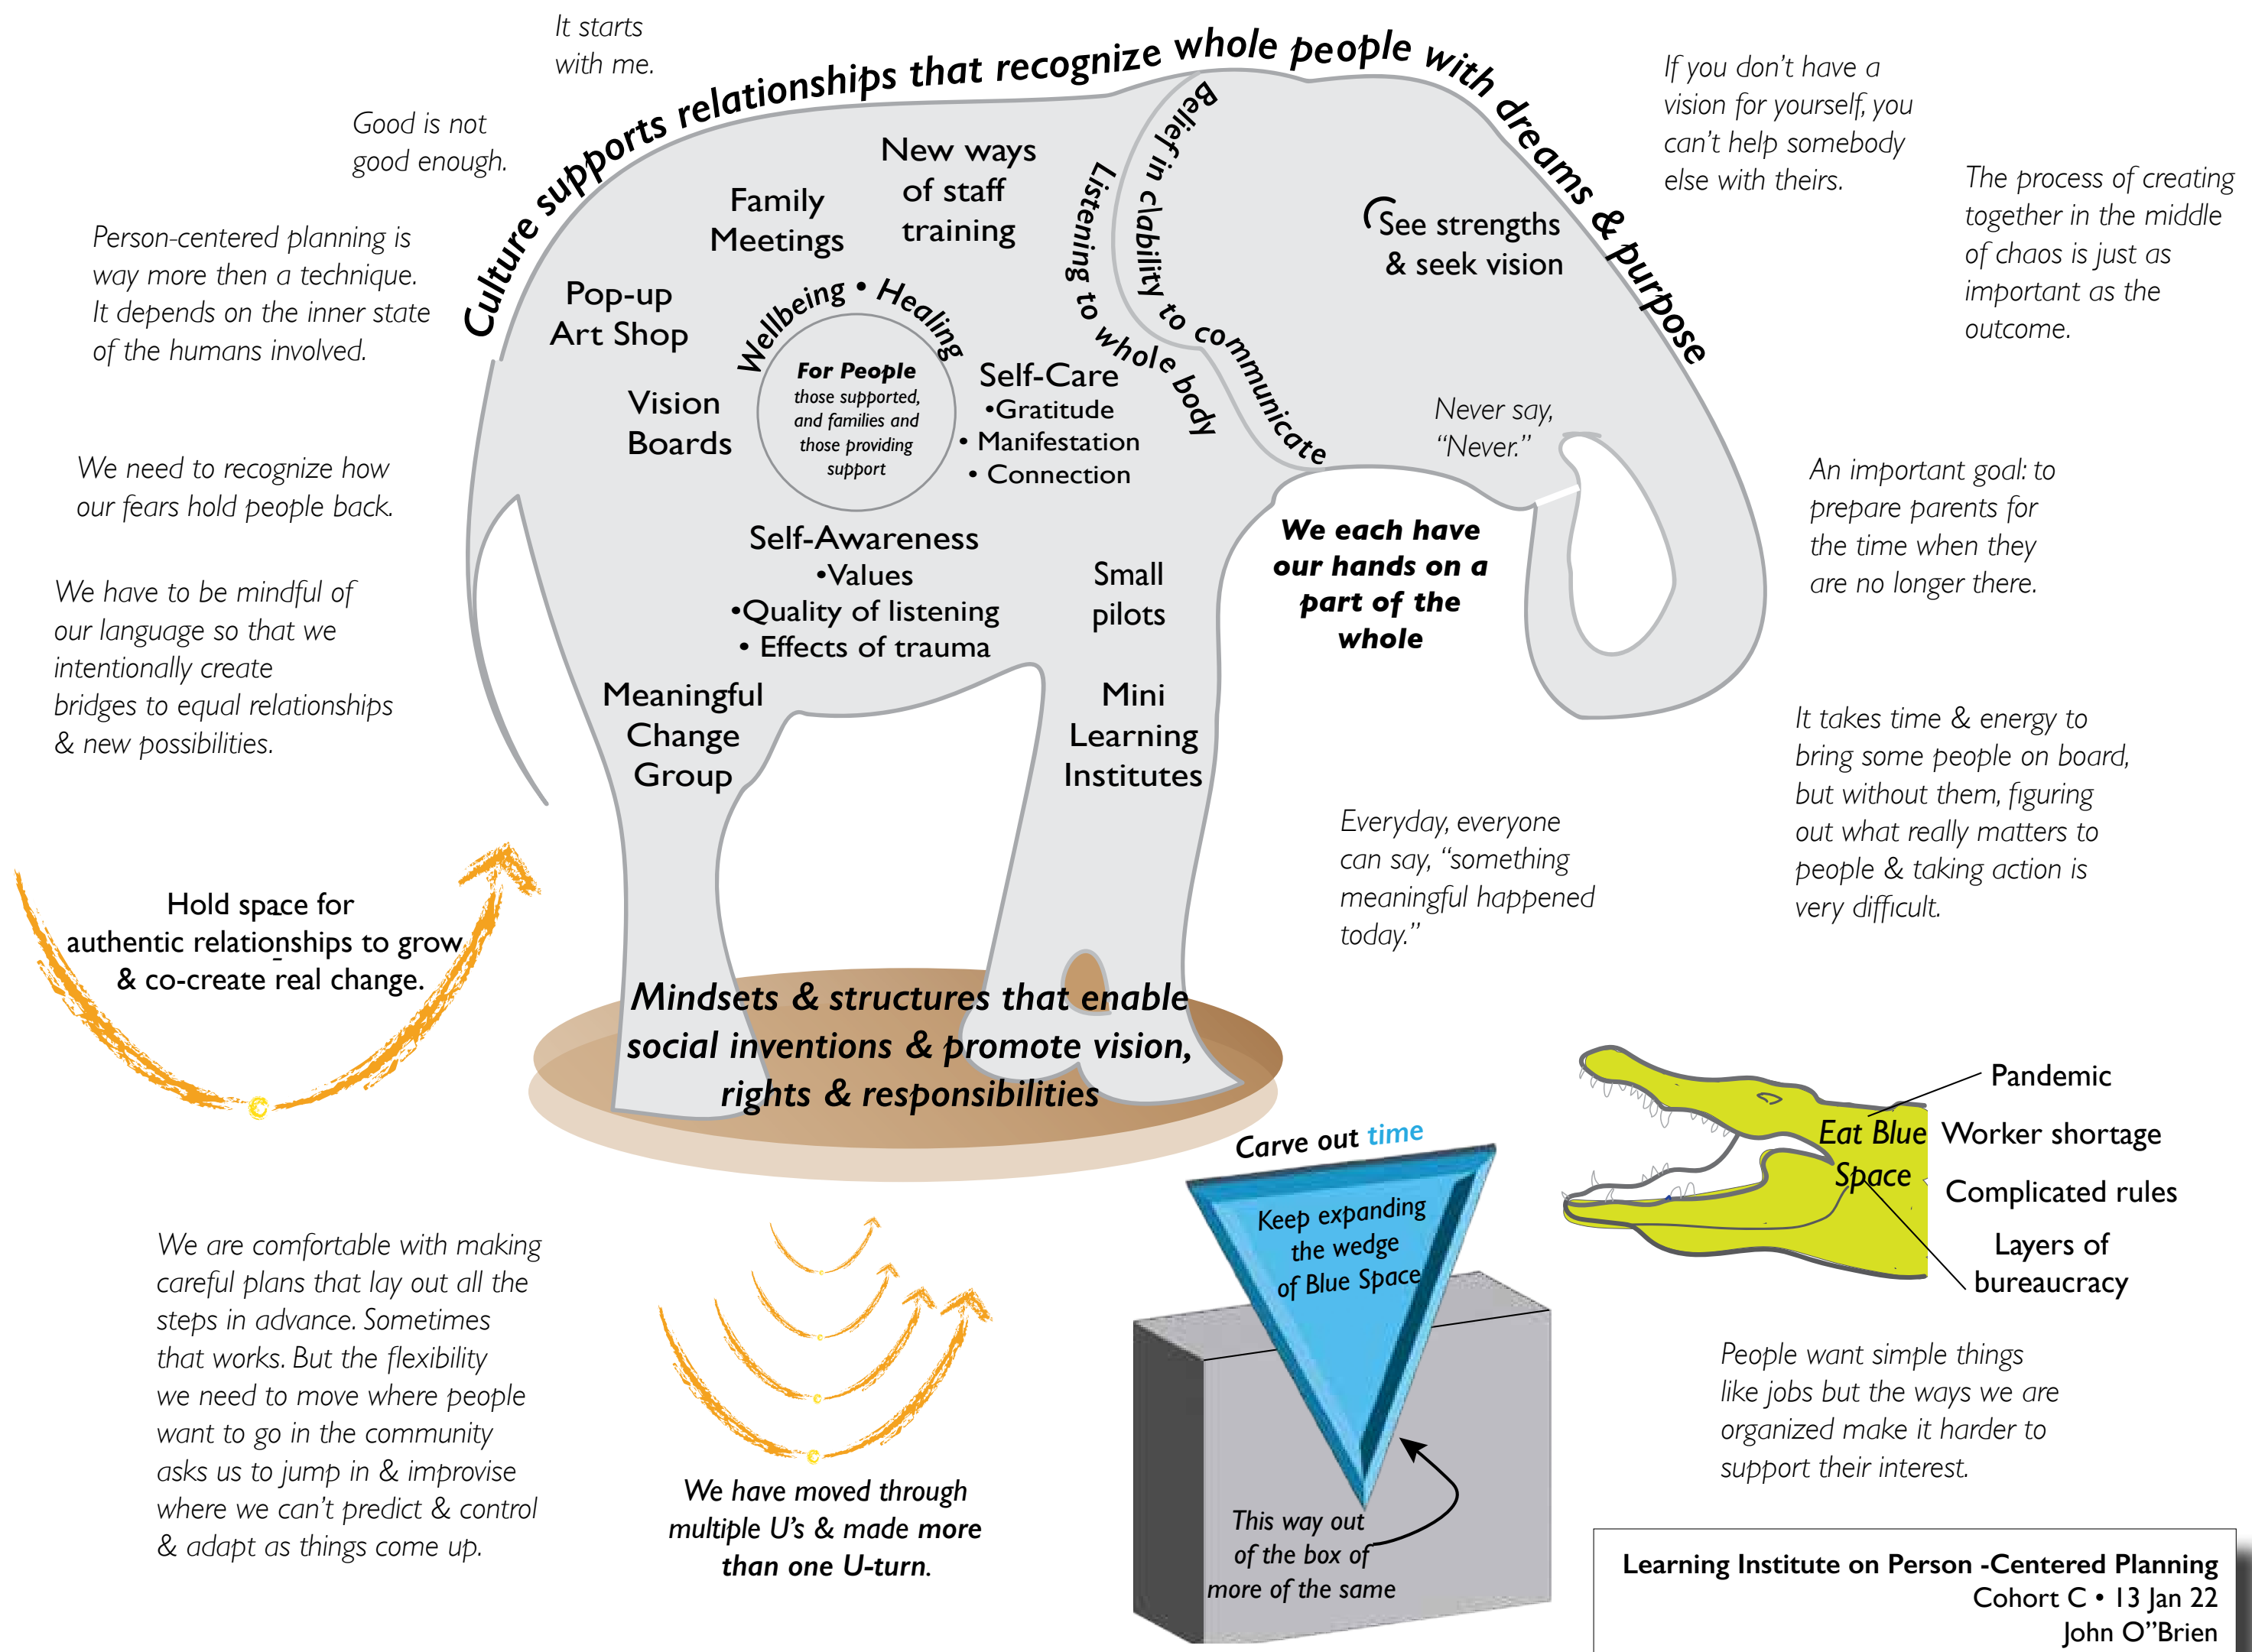 It starts
with me.
Culture supports relationships that recognize whole people with dreams & purpose
Good is not
good enough.
Person-centered planning is
way more then a technique.
It depends on the inner state
of the humans involved.
We need to recognize how
our fears hold people back.
We have to be mindful of
our language so that we
intentionally create
bridges to equal relationships
& new possibilities.
New ways
of staff
training
Family
Meetings
Pop-up
Art Shop
Vision
Boards
Wellbeing • Healing
For People
those supported,
and families and
those providing
support
Self-Care
•Gratitude
• Manifestation
• Connection
Listening to whole body
Belief in c\ability to communicate
See strengths
& seek vision
Never say,
“Never.”
Self-Awareness
•Values
•Quality of listening
• Effects of trauma
Small
pilots
Meaningful
Change
Group
Mini
Learning
Institutes
We each have
our hands on a
part of the
whole
If you don’t have a
vision for yourself, you
can’t help somebody
else with theirs.
The process of creating
together in the middle
of chaos is just as
important as the
outcome.
An important goal: to
prepare parents for
the time when they
are no longer there.
It takes time & energy to
bring some people on board,
but without them, figuring
out what really matters to
people & taking action is
very difficult.
Everyday, everyone
can say, “something
meaningful happened
today.”
Hold space for
authentic relationships to grow
& co-create real change.
Mindsets & structures that enable
social inventions & promote vision,
rights & responsibilities
We are comfortable with making
careful plans that lay out all the
steps in advance. Sometimes
that works. But the flexibility
we need to move where people
want to go in the community
asks us to jump in & improvise
where we can’t predict & control
& adapt as things come up.
We have moved through
multiple U’s & made more
than one U-turn.
Carve out time
Keep expanding
the wedge
of Blue Space
This way out
of the box of
more of the same
Eat Blue
Space
Pandemic
Worker shortage
Complicated rules
Layers of
bureaucracy
People want simple things
like jobs but the ways we are
organized make it harder to
support their interest.
Learning Institute on Person -Centered Planning
Cohort C • 13 Jan 22
John O”Brien